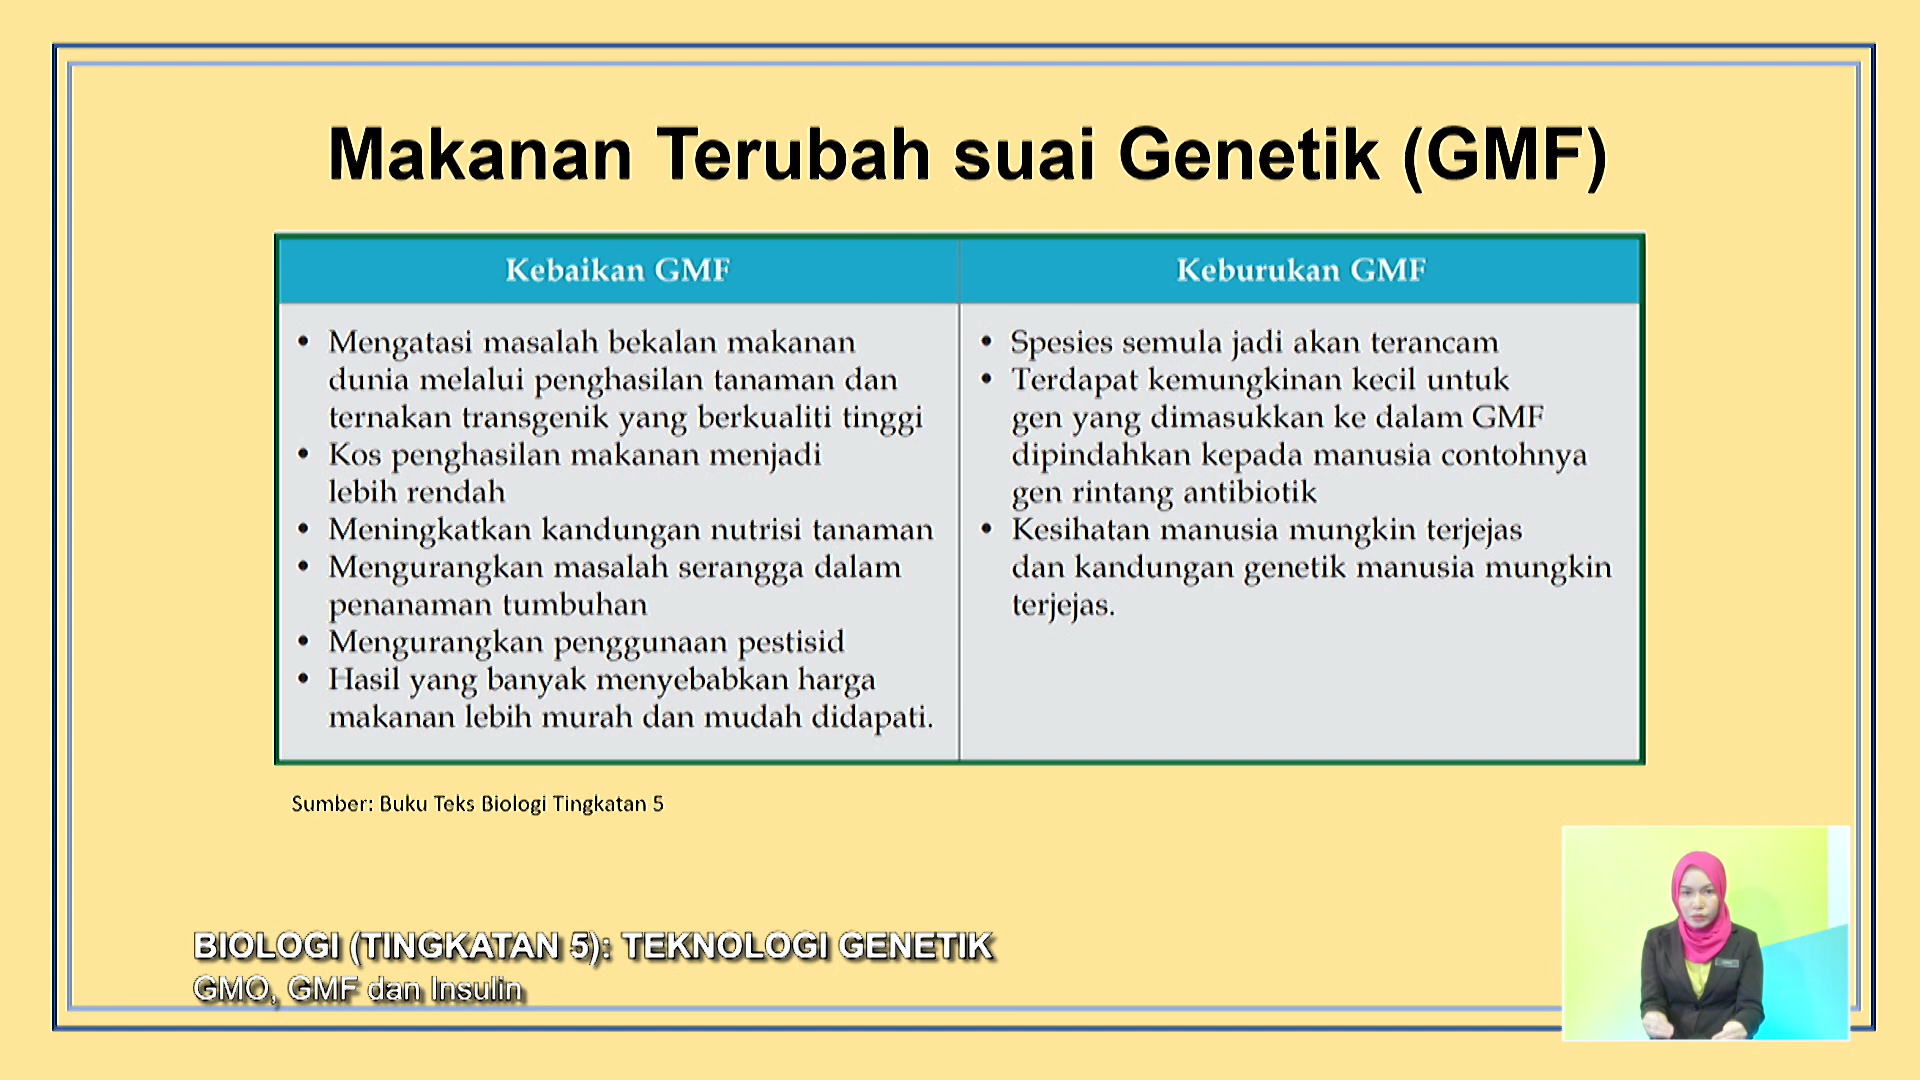 Makanan Terubah suai Genetik (GMF)
Kebaikan GMF
• Mengatasi masalah bekalan makanan
dunia melalui penghasilan tanaman dan
ternakan transgenik yang berkualiti tinggi
• Kos penghasilan makanan menjadi
lebih rendah
• Meningkatkan kandungan nutrisi tanaman
• Mengurangkan masalah serangga dalam
penanaman tumbuhan
• Mengurangkan penggunaan pestisid
• Hasil yang banyak menyebabkan harga
makanan lebih murah dan mudah didapati.
Keburukan GMF
• Spesies semula jadi akan terancam
• Terdapat kemungkinan kecil untuk
gen yang dimasukkan ke dalam GMF
dipindahkan kepada manusia contohnya
gen rintang antibiotik
• Kesihatan manusia mungkin terjejas
dan kandungan genetik manusia mungkin
terjejas.
Sumber: Buku Teks Biologi Tingkatan 5
BIOLOGI (TINGKATAN 5): TEKNOLOGI GENETIK
GMO, GMF dan Insulin